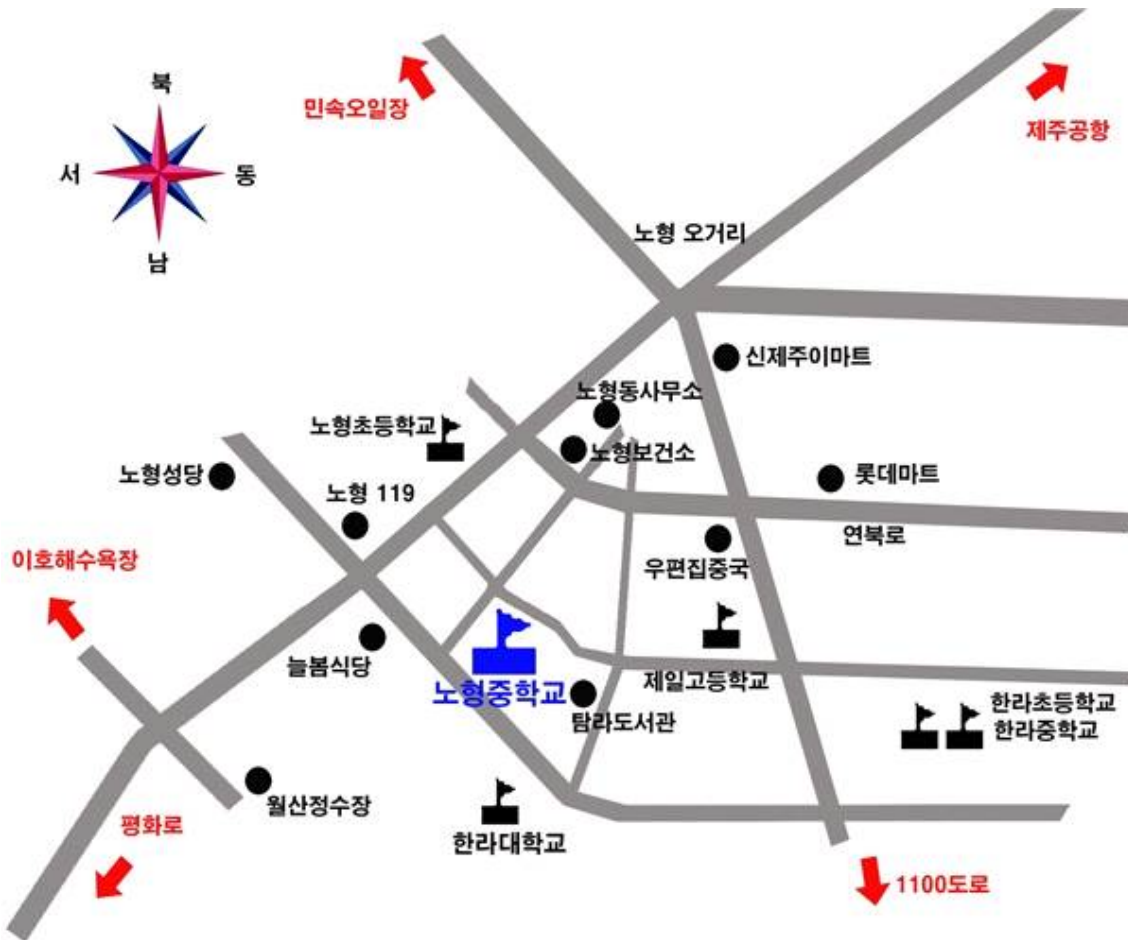 북
민속오일장
제주공항
서
동
노형 오거리
남
신제주이마트
노형동사무소
노형초등학교
노형보건소
노형성당
롯데마트
노형 119
연북로
이호해수욕장
우편집중국
늘봄식당
제일고등학교
노형중학교
탐라도서관
한라초등학교
한라중학교
월산정수장
평화로
한라대학교
1100도로